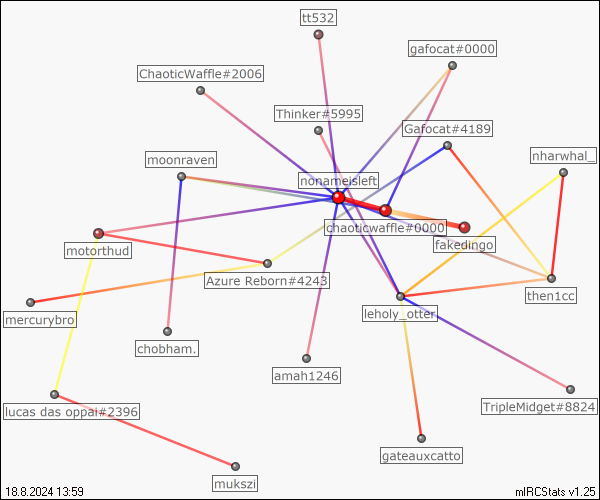 tt532
gafocat#0000
ChaoticWaffle#2006
Thinker#5995
Gafocat#4189
moonraven
nharwhal_
nonameisleft
chaoticwaffle#0000
fakedingo
motorthud
Azure Reborn#4243
then1cc
mercurybro
leholy_otter
chobham.
amah1246
lucas das oppai#2396
TripleMidget#8824
gateauxcatto
mukszi
18.8.2024 13:59
mIRCStats v1.25